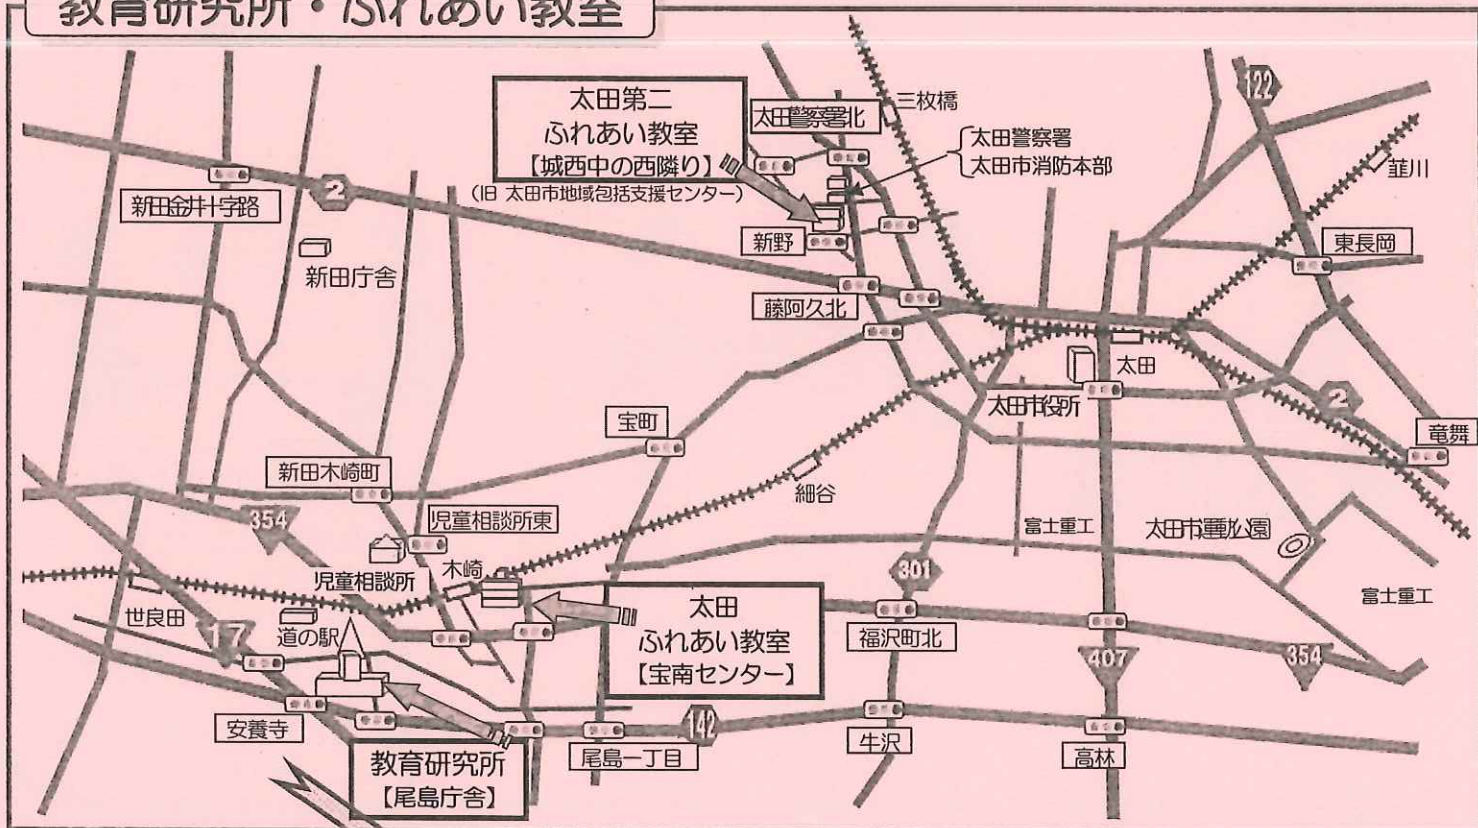 教育研究所・ふれあい教室
太田第二
ふれあい教室
【城西中の西隣り】
(旧 太田市地域包括支援センター)
太田警察署北
三枚橋
太田警察署
太田市消防本部
122
韮川
新田金井十字路
2
新野
東長岡
新田庁舎
藤阿久北
太田
太田市役所
2
宝町
竜舞
新田木崎町
細谷
354
児童相談所東
富士重工
太田市運動公園
児童相談所
木崎
301
富士重工
世良田
道の駅
17
太田
ふれあい教室
【宝南センター】
福沢町北
407
354
安養寺
142
尾島一丁目
牛沢
高林
教育研究所
【尾島庁舎】